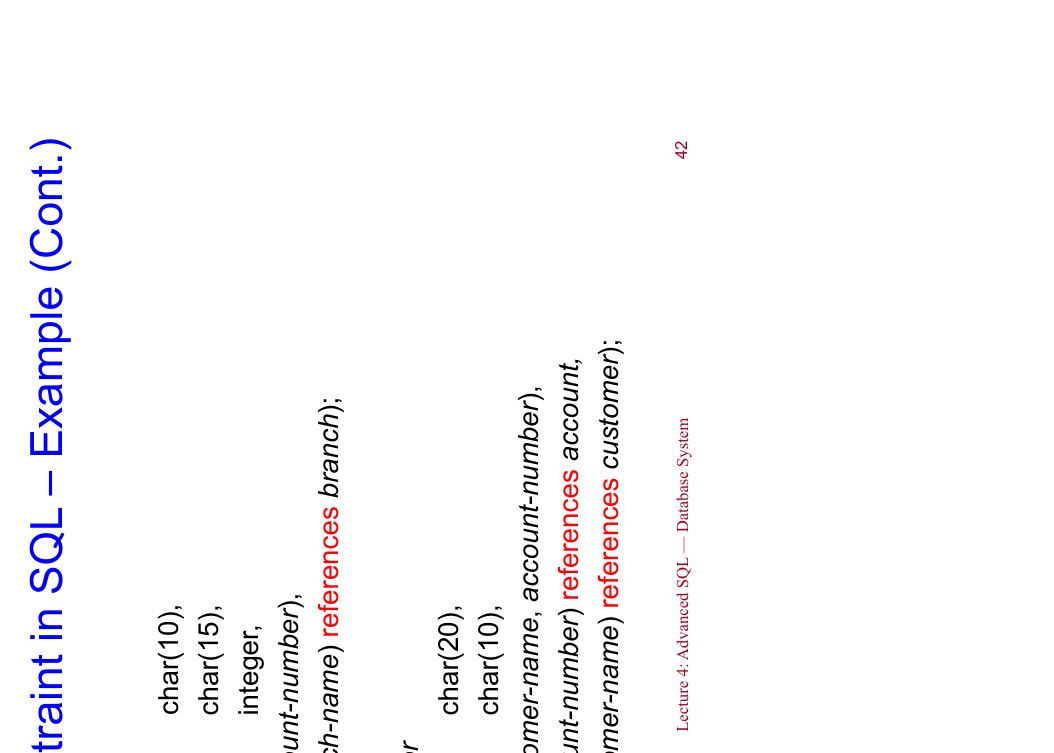 traint in SQL – Example (Cont.)
char(10),
char(15),
integer,
unt-number),
ch-name) references branch);
or
char(20),
char(10),
omer-name, account-number),
unt-number) references account,
omer-name) references customer);
Lecture 4: Advanced SQL — Database System
42